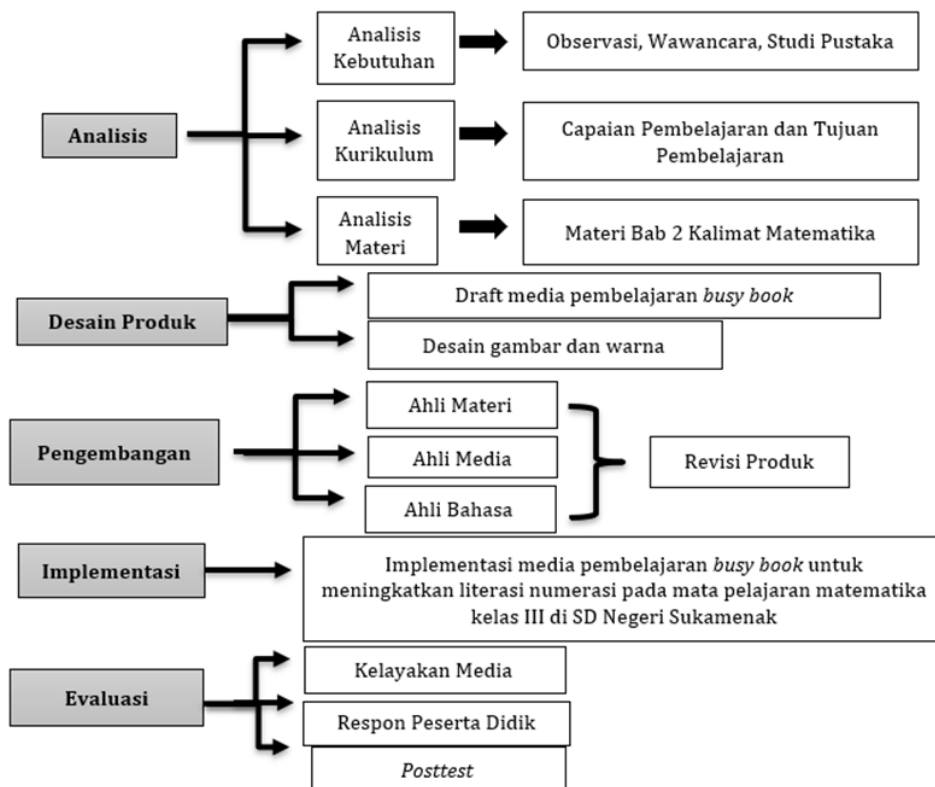 Analisis
Analisis
Kebutuhan
Observasi, Wawancara, Studi Pustaka
Analisis
Kurikulum
Capaian Pembelajaran dan Tujuan
Pembelajaran
Analisis
Materi
Materi Bab 2 Kalimat Matematika
Desain Produk
Draft media pembelajaran busy book
Desain gambar dan warna
Pengembangan
Ahli Materi
Ahli Media
Ahli Bahasa
Revisi Produk
Implementasi
Implementasi media pembelajaran busy book untuk
meningkatkan literasi numerasi pada mata pelajaran matematika
kelas III di SD Negeri Sukamenak
Evaluasi
Kelayakan Media
Respon Peserta Didik
Posttest